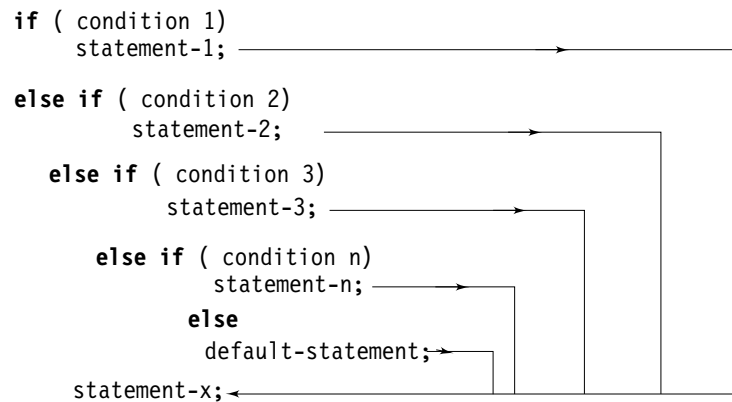 if ( condition 1)
statement-1;
else if ( condition 2)
statement-2;
else if ( condition 3)
statement-3;
else if ( condition n)
statement-n;
else
default-statement;
statement-x;